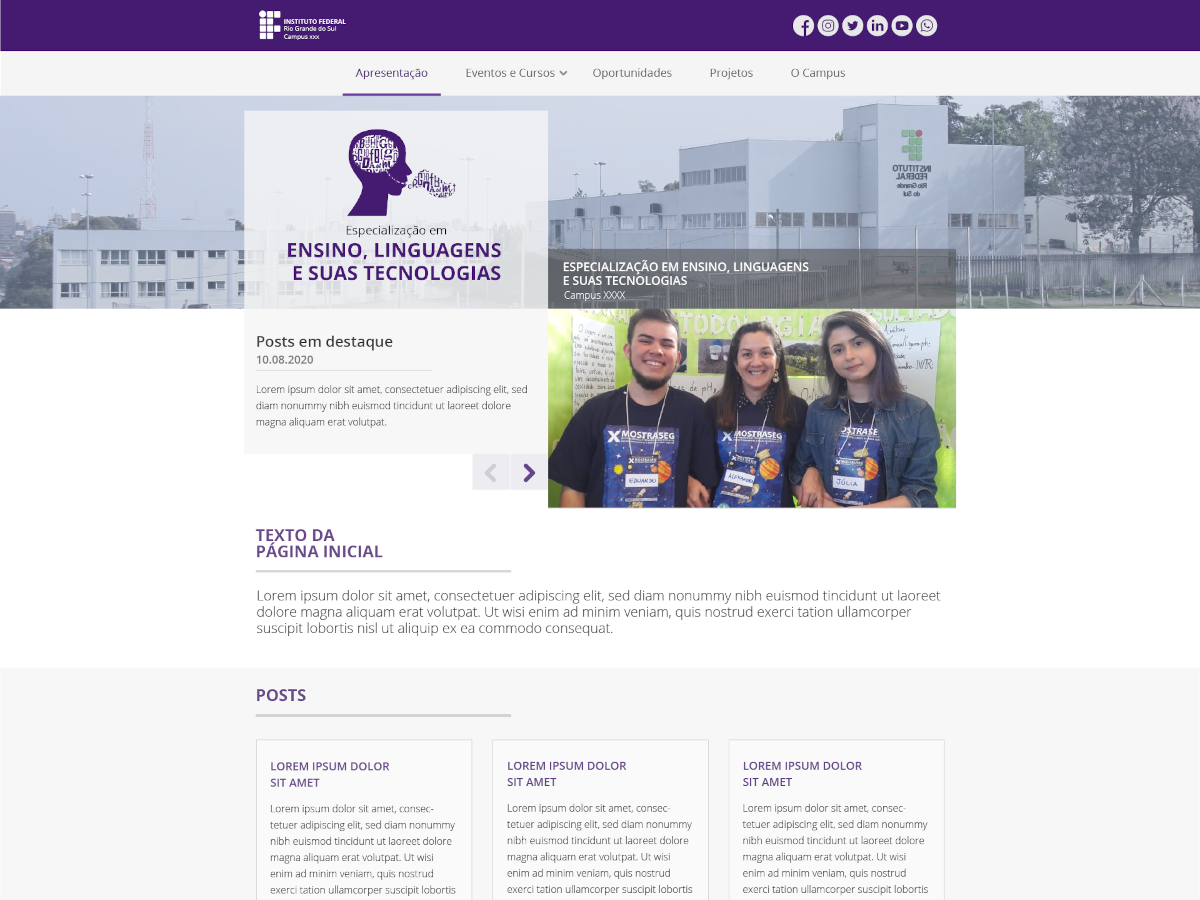 INSTITUTO FEDERAL
Rio Grande do Sul
Campus xxx
Apresentação
Eventos e Cursos
Oportunidades
Projetos
O Campus
INSTITUTO
FEDERAL
Rio Grande
do Sul
Especialização em
ENSINO, LINGUAGENS
E SUAS TECNOLOGIAS
ESPECIALIZAÇÃO EM ENSINO, LINGUAGENS
E SUAS TECNOLOGIAS
Campus XXXX
Posts em destaque
10.08.2020
Lorem ipsum dolor sit amet, consectetuer adipiscing elit, sed
diam nonummy nibh euismod tincidunt ut laoreet dolore
magna aliquam erat volutpat.
X MOSTRASEG
MOSTRASEG
OSTRASEG
EDUARDO
JÚLIA
TEXTO DA
PÁGINA INICIAL
Lorem ipsum dolor sit amet, consectetuer adipiscing elit, sed diam nonummy nibh euismod tincidunt ut laoreet
dolore magna aliquam erat volutpat. Ut wisi enim ad minim veniam, quis nostrud exerci tation ullamcorper
suscipit lobortis nisl ut aliquip ex ea commodo consequat.
POSTS
LOREM IPSUM DOLOR
SIT AMET
Lorem ipsum dolor sit amet, consec-
tetuer adipiscing elit, sed diam nonummy
nibh euismod tincidunt ut laoreet dolore
magna aliquam erat volutpat. Ut wisi
enim ad minim veniam, quis nostrud
exerci tation ullamcorper suscipit lobortis
LOREM IPSUM DOLOR
SIT AMET
Lorem ipsum dolor sit amet, consec-
tetuer adipiscing elit, sed diam nonummy
nibh euismod tincidunt ut laoreet dolore
magna aliquam erat volutpat. Ut wisi
enim ad minim veniam, quis nostrud
exerci tation ullamcorper suscipit lobortis
LOREM IPSUM DOLOR
SIT AMET
Lorem ipsum dolor sit amet, consec-
tetuer adipiscing elit, sed diam nonummy
nibh euismod tincidunt ut laoreet dolore
magna aliquam erat volutpat. Ut wisi
enim ad minim veniam, quis nostrud
exerci tation ullamcorper suscipit lobortis